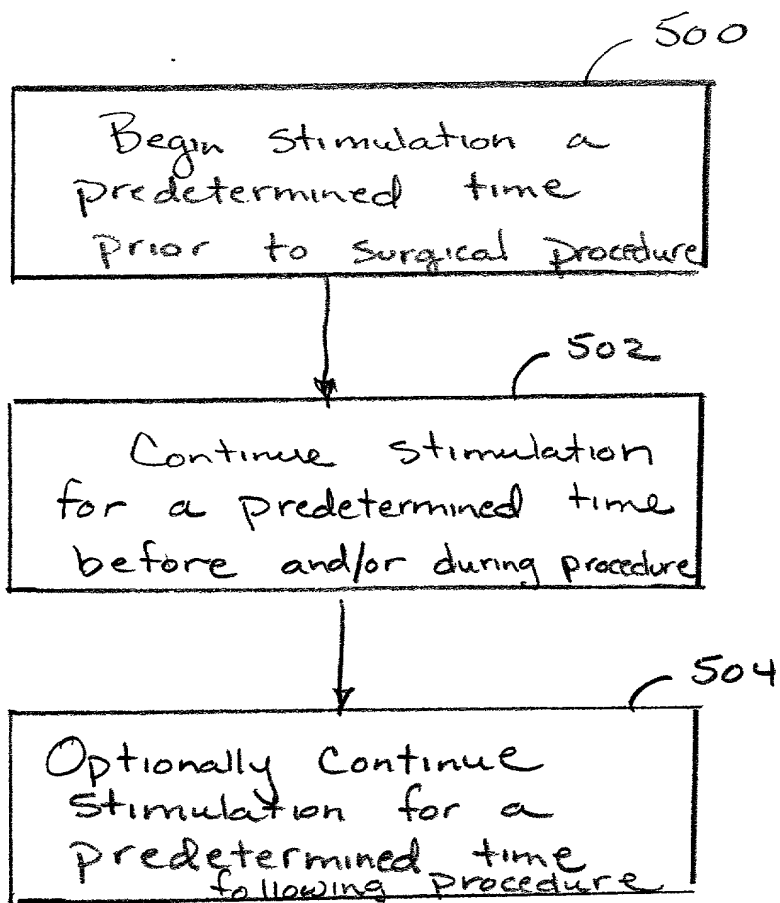 500
Begin stimulation a
predetermined time
prior to surgical procedure
502
Continue stimulation
for a predetermined time
before and/or during procedure
504
Optionally continue
stimulation for a
predetermined time
following procedure